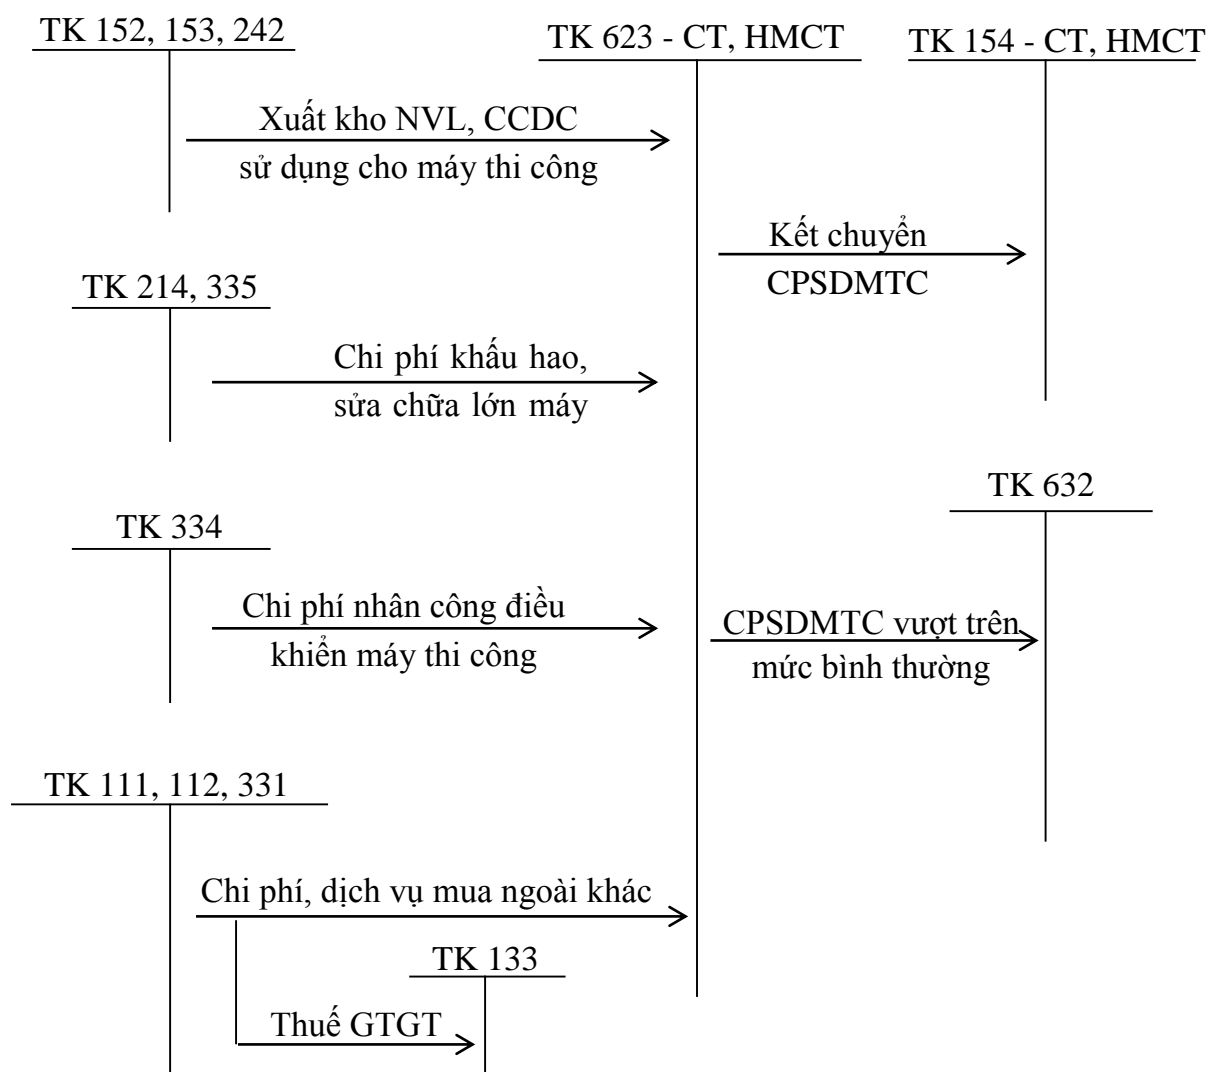 TK 152, 153, 242
TK 623 - CT, HMCT
TK 154 - CT, HMCT
Xuất kho NVL, CCDC
sử dụng cho máy thi công
Kết chuyển
CPSDMTC
TK 214, 335
Chi phí khấu hao,
sửa chữa lớn máy
TK 632
TK 334
Chi phí nhân công điều
khiển máy thi công
CPSDMTC vượt trên
mức bình thường
TK 111, 112, 331
Chi phí, dịch vụ mua ngoài khác
TK 133
Thuế GTGT